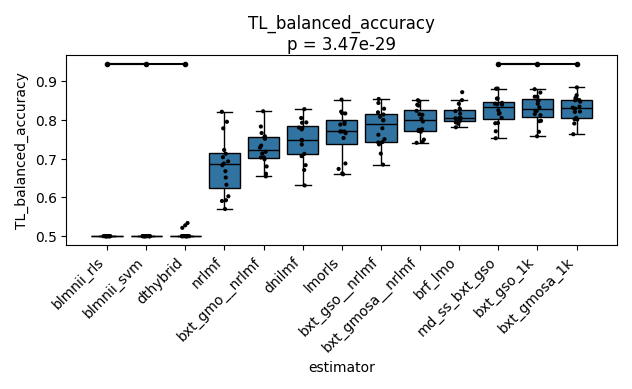 TL_balanced_accuracy
p = 3.47e-29
TL_balanced_accuracy
0.9
0.8
0.7
0.6
0.5
blmnii_rls
blmnii_svm
dthybrid
nrlmf
bxt_gmo__nrlmf
dnilmf
lmorls
bxt_gso__nrlmf
bxt_gmosa__nrlmf
brf_lmo
md_ss_bxt_gso
bxt_gso_1k
bxt_gmosa_1k
estimator